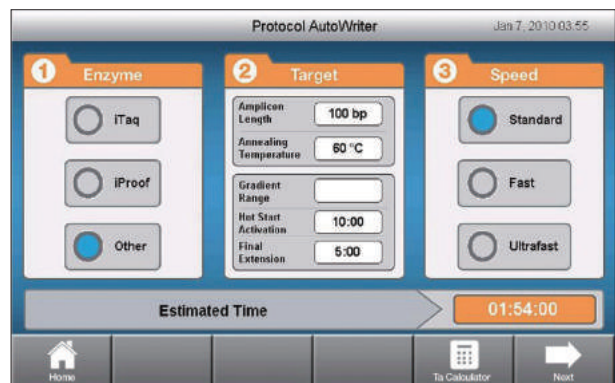 Protocol AutoWriter
Jan 7, 2010 03:55
1 Enzyme
iTaq
iProof
Other
2 Target
Amplicon
Length
100 bp
Annealing
Temperature
60 °C
Gradient
Range
Hot Start
Activation
10:00
Final
Extension
5:00
3 Speed
Standard
Fast
Ultrafast
Estimated Time
01:54:00
Home
Ta Calculator
Next